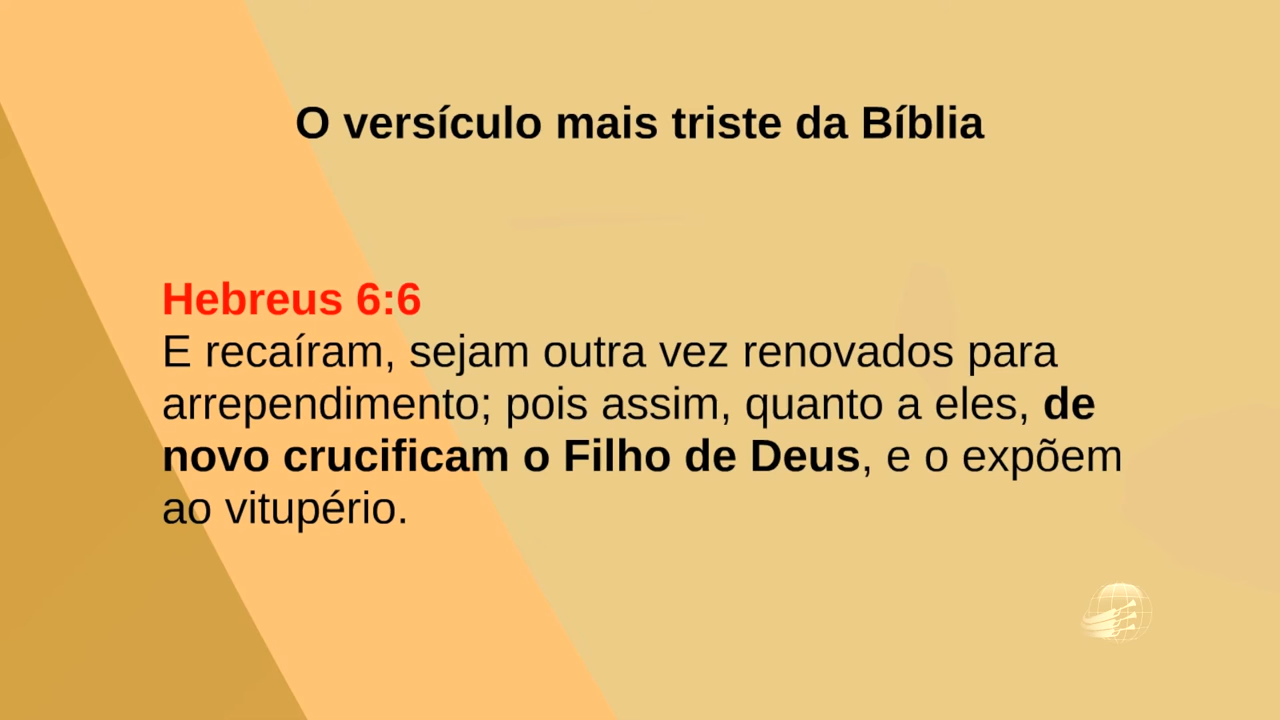 O versículo mais triste da Bíblia
Hebreus 6:6
E recaíram, sejam outra vez renovados para
arrependimento; pois assim, quanto a eles, de
novo crucificam o Filho de Deus, e o expõem
ao vitupério.